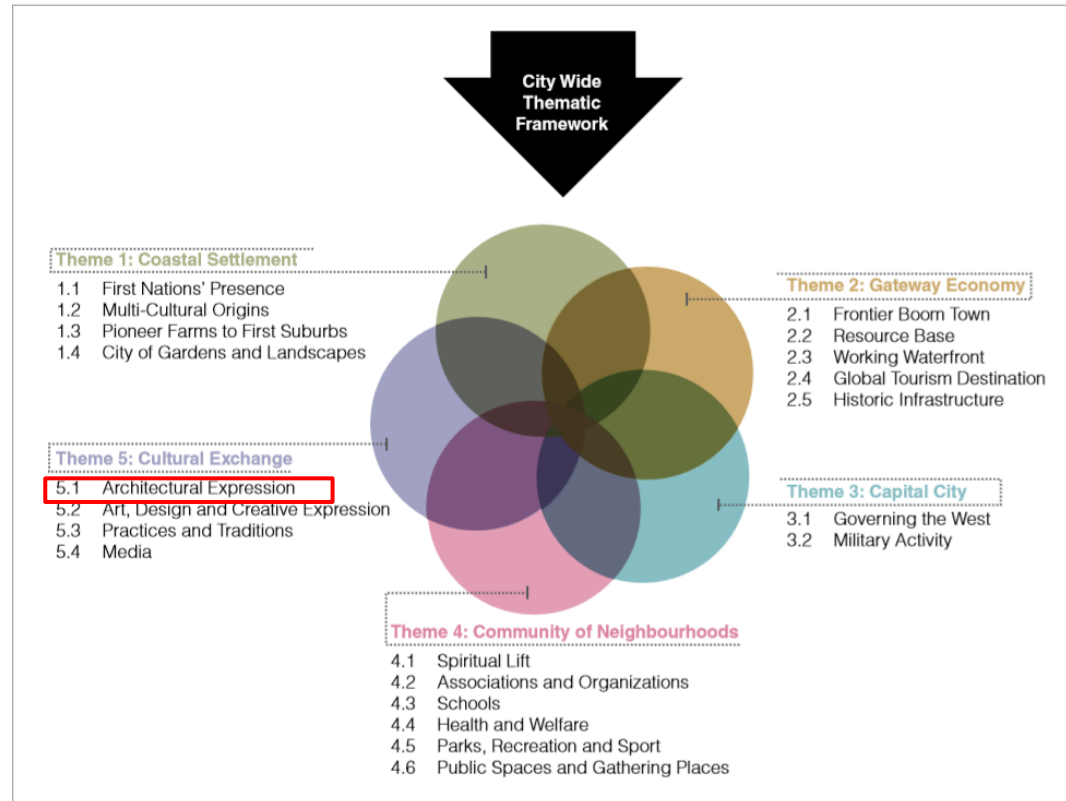 City Wide
Thematic
Framework
Theme 1: Coastal Settlement
1.1 First Nations' Presence
1.2 Multi-Cultural Origins
1.3 Pioneer Farms to First Suburbs
1.4 City of Gardens and Landscapes
Theme 2: Gateway Economy
2.1 Frontier Boom Town
2.2 Resource Base
2.3 Working Waterfront
2.4 Global Tourism Destination
2.5 Historic Infrastructure
Theme 5: Cultural Exchange
5.1 Architectural Expression
5.2 Art, Design and Creative Expression
5.3 Practices and Traditions
5.4 Media
Theme 3: Capital City
3.1 Governing the West
3.2 Military Activity
Theme 4: Community of Neighbourhoods
4.1 Spiritual Lift
4.2 Associations and Organizations
4.3 Schools
4.4 Health and Welfare
4.5 Parks, Recreation and Sport
4.6 Public Spaces and Gathering Places